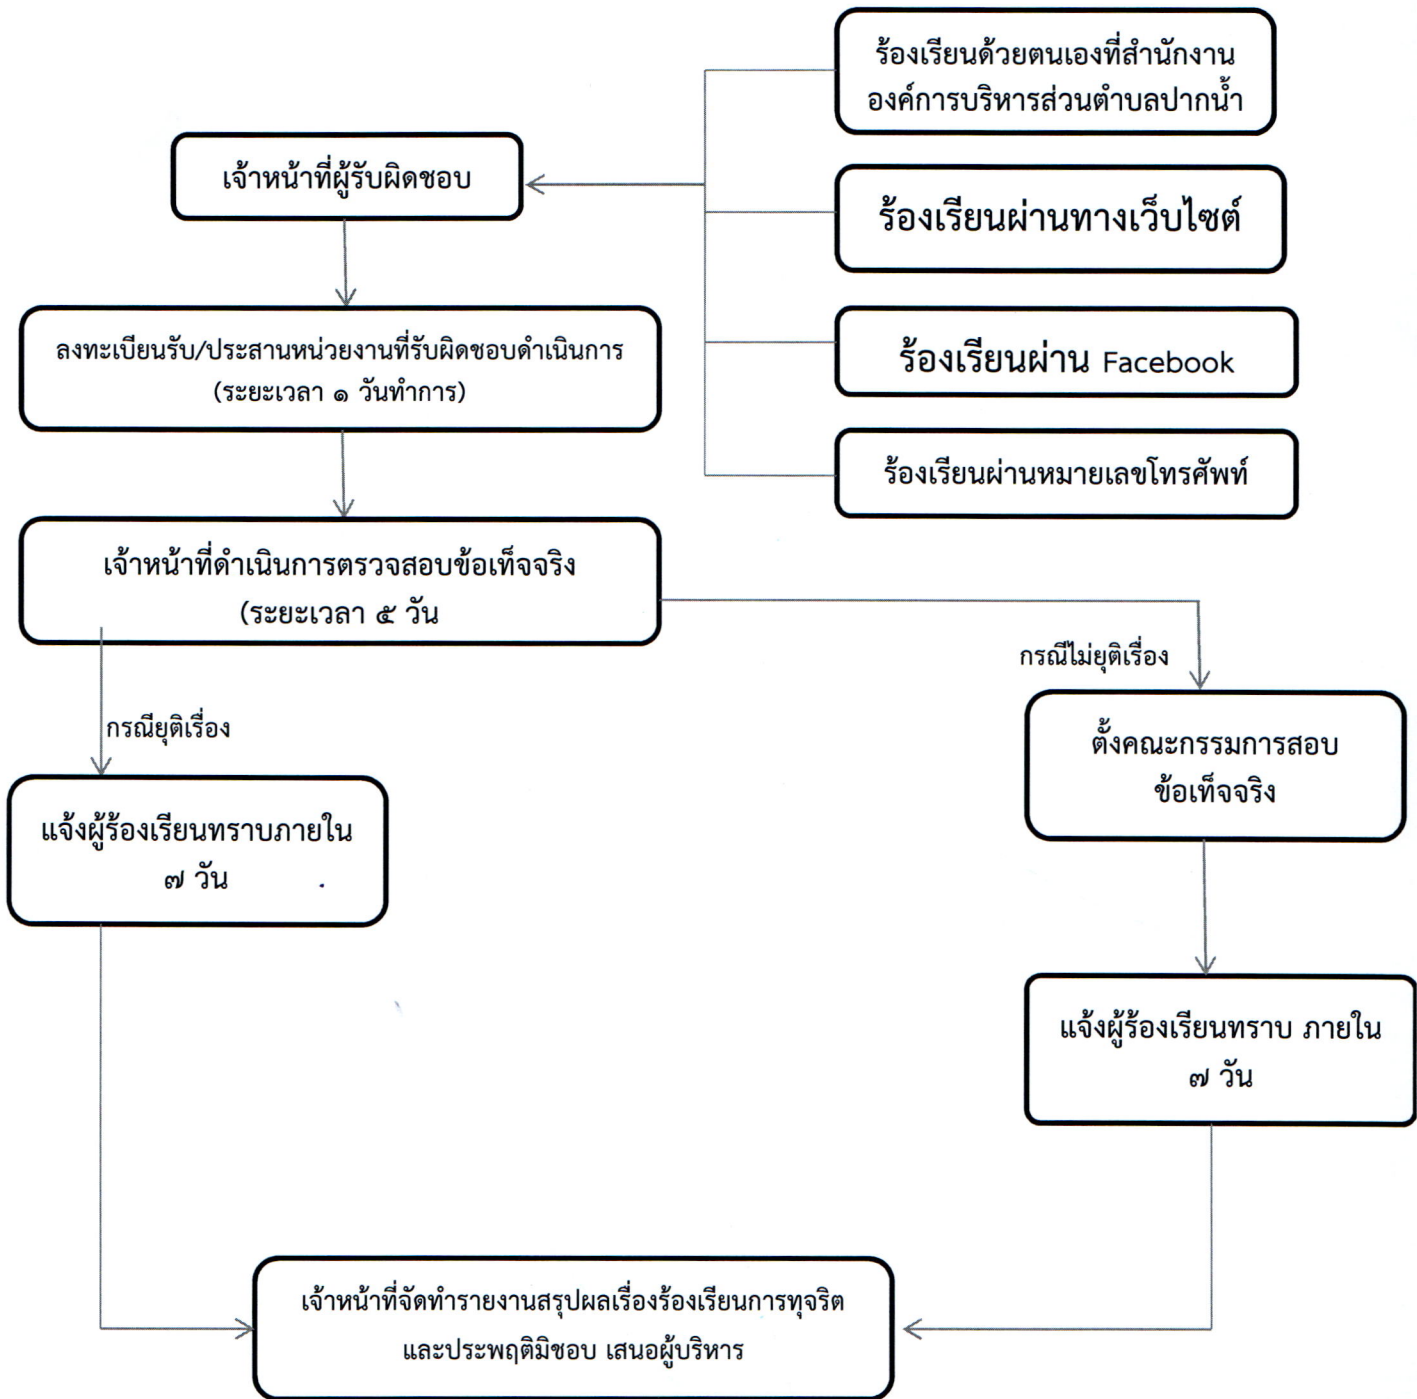 ร้องเรียนด้วยตนเองที่สำนักงาน
องค์การบริหารส่วนตำบลปากน้ำ
เจ้าหน้าที่ผู้รับผิดชอบ
ร้องเรียนผ่านทางเว็บไซต์
ลงทะเบียนรับ/ประสานหน่วยงานที่รับผิดชอบดำเนินการ
(ระยะเวลา ๑ วันทำการ)
ร้องเรียนผ่าน Facebook
ร้องเรียนผ่านหมายเลขโทรศัพท์
เจ้าหน้าที่ดำเนินการตรวจสอบข้อเท็จจริง
(ระยะเวลา ๕ วัน
กรณีไม่ยุติเรื่อง
กรณียุติเรื่อง
ตั้งคณะกรรมการสอบ
ข้อเท็จจริง
แจ้งผู้ร้องเรียนทราบภายใน
๗ วัน
แจ้งผู้ร้องเรียนทราบ ภายใน
๗ วัน
เจ้าหน้าที่จัดทำรายงานสรุปผลเรื่องร้องเรียนการทุจริต
และประพฤติมิชอบ เสนอผู้บริหาร